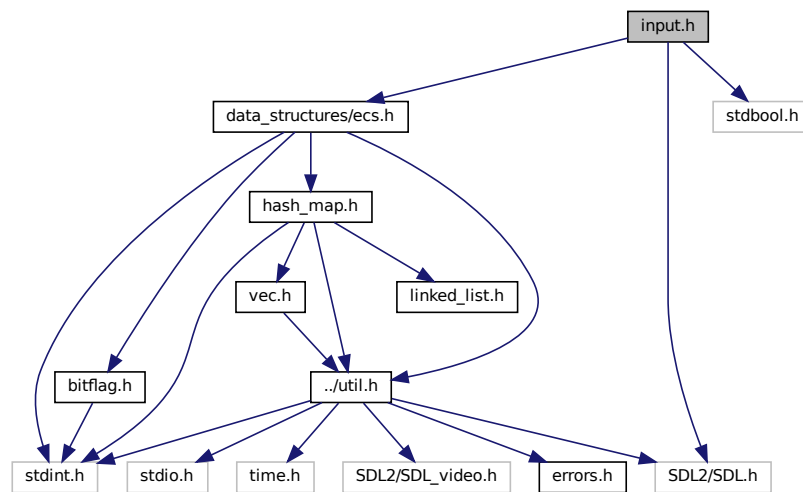 input.h
data_structures/ecs.h
stdbool.h
hash_map.h
vec.h
linked_list.h
bitflag.h
../util.h
stdint.h
stdio.h
time.h
SDL2/SDL_video.h
errors.h
SDL2/SDL.h